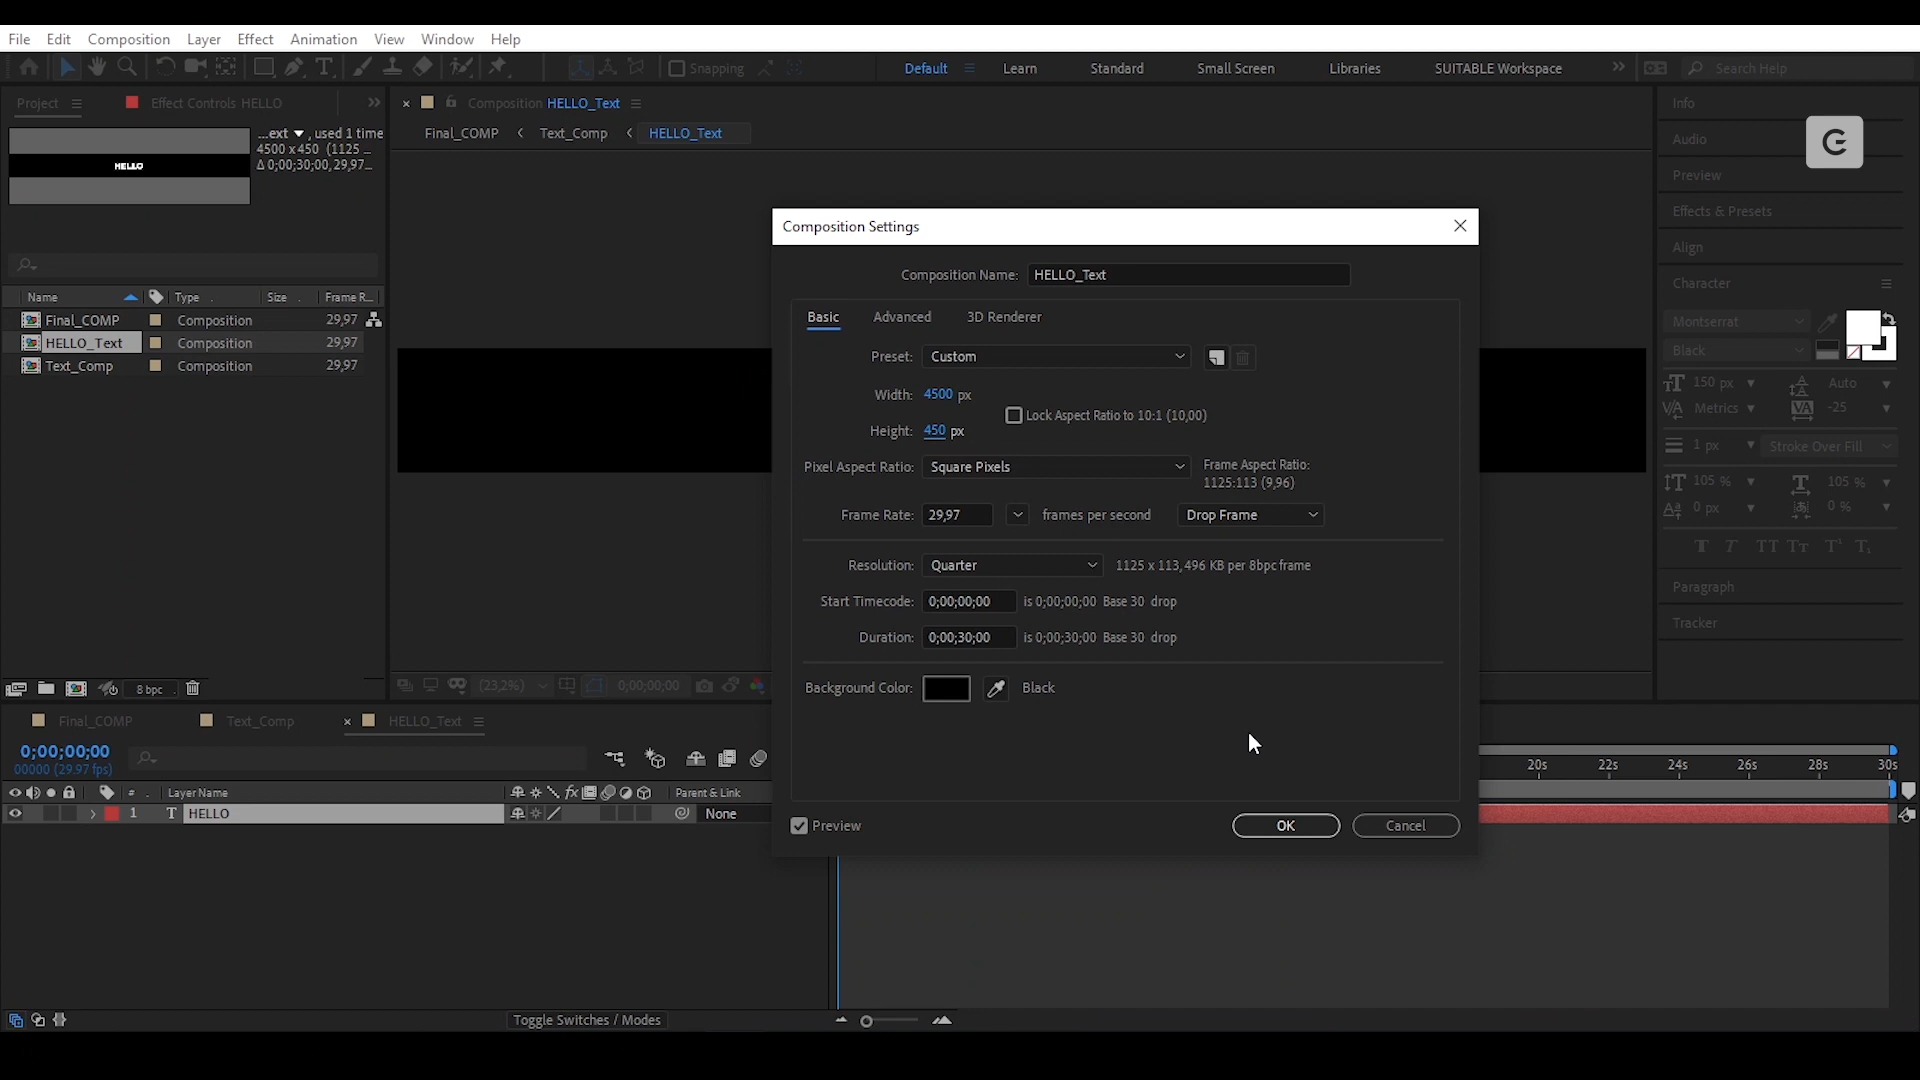 File Edit Composition Layer Effect Animation View Window Help
Snapping Default Learn Standard Small Screen Libraries SUITABLE Workspace Search Help
Project Effect Controls HELLO
Composition HELLO_Text
Final_COMP Text_Comp HELLO_Text
...ext , used 1 time
4500 x 450 (1125 ...
Δ 0;00;30;00, 29,97...
HELLO
Name Type Size Frame R...
Final_COMP Composition 29,97
HELLO_Text Composition 29,97
Text_Comp Composition 29,97
8 bpc
(23,2%) 0;00;00;00
Composition Settings
Composition Name: HELLO_Text
Basic Advanced 3D Renderer
Preset: Custom
Width: 4500 px
Lock Aspect Ratio to 10:1 (10,00)
Height: 450 px
Pixel Aspect Ratio: Square Pixels
Frame Aspect Ratio:
1125:113 (9,96)
Frame Rate: 29,97 frames per second Drop Frame
Resolution: Quarter 1125 x 113, 496 KB per 8bpc frame
Start Timecode: 0;00;00;00 is 0;00;00;00 Base 30 drop
Duration: 0;00;30;00 is 0;00;30;00 Base 30 drop
Background Color: Black
Preview OK Cancel
Info
G
Audio
Preview
Effects & Presets
Align
Character
Montserrat
Black
150 px Auto
Metrics -25
1 px Stroke Over Fill
105 % 105 %
0 px 0 %
T T TT Tт T¹ T₁
Paragraph
Tracker
Final_COMP Text_Comp HELLO_Text
0;00;00;00
00000 (29.97 fps)
20s 22s 24s 26s 28s 30s
# . Layer Name fx Parent & Link
1 T HELLO None
Toggle Switches / Modes